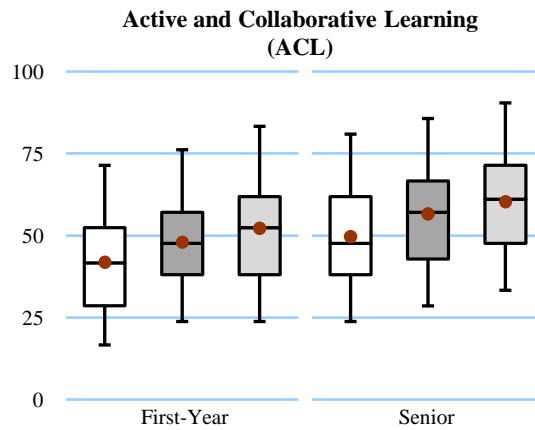 Active and Collaborative Learning
(ACL)
100
75
50
25
0
First-Year
Senior